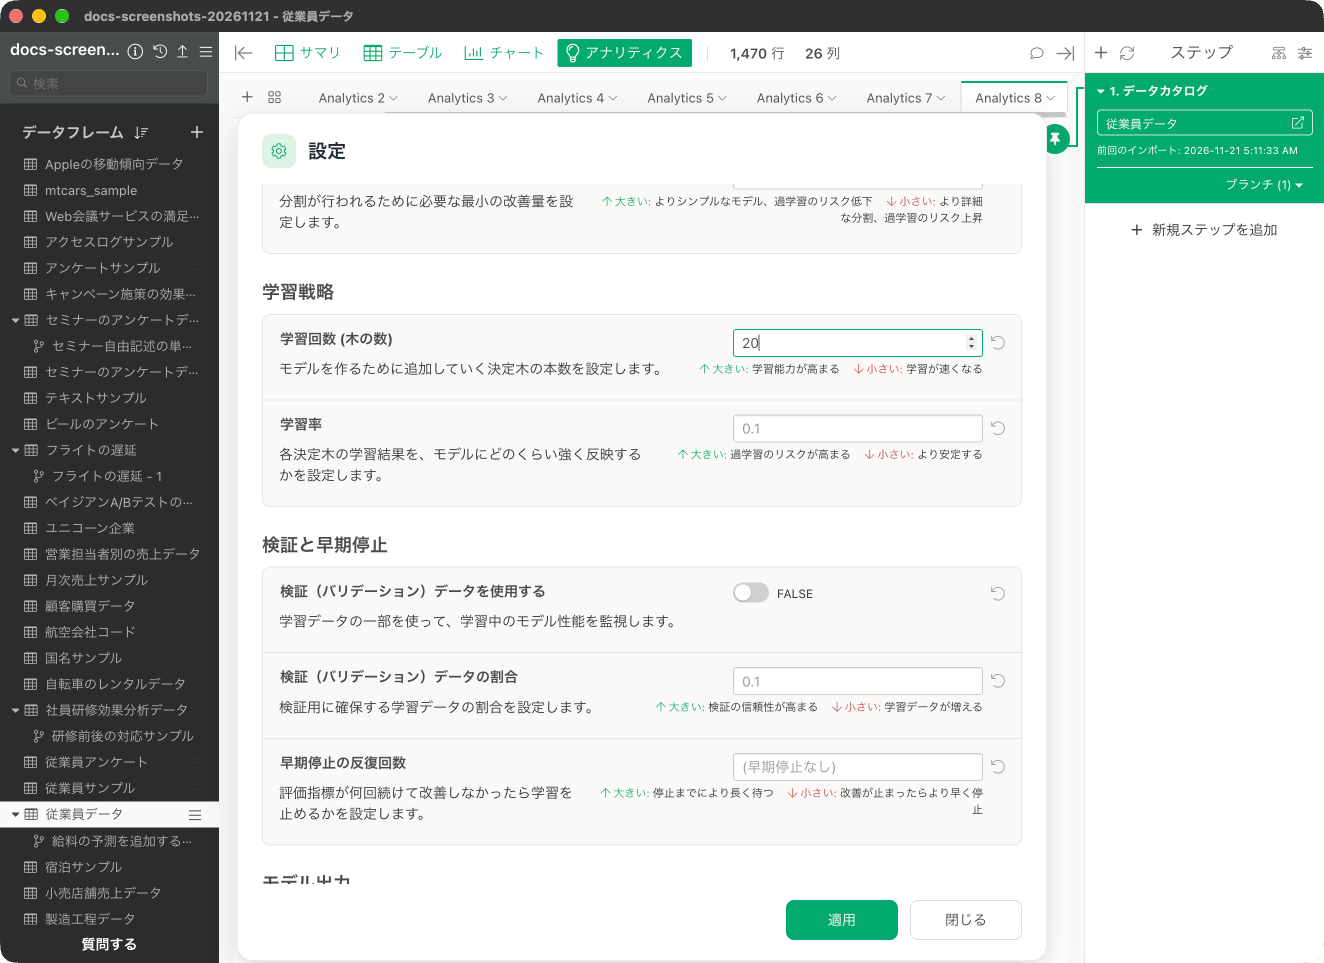 docs-screenshots-20261121 - 従業員データ
docs-screen...
検索
データフレーム
Appleの移動傾向データ
mtcars_sample
Web会議サービスの満足...
アクセスログサンプル
アンケートサンプル
キャンペーン施策の効果...
セミナーのアンケートデ...
セミナー自由記述の単...
セミナーのアンケートデ...
テキストサンプル
ビールのアンケート
フライトの遅延
フライトの遅延 - 1
ベイジアンA/Bテストの...
ユニコーン企業
営業担当者別の売上データ
月次売上サンプル
顧客購買データ
航空会社コード
国名サンプル
自転車のレンタルデータ
社員研修効果分析データ
研修前後の対応サンプル
従業員アンケート
従業員サンプル
従業員データ
給料の予測を追加する...
宿泊サンプル
小売店舗売上データ
製造工程データ
質問する
サマリ テーブル チャート アナリティクス 1,470 行 26 列
Analytics 2 Analytics 3 Analytics 4 Analytics 5 Analytics 6 Analytics 7 Analytics 8
設定
分割が行われるために必要な最小の改善量を設定します。
↑ 大きい: よりシンプルなモデル、過学習のリスク低下 ↓ 小さい: より詳細な分割、過学習のリスク上昇
学習戦略
学習回数 (木の数)
20
モデルを作るために追加していく決定木の本数を設定します。
↑ 大きい: 学習能力が高まる ↓ 小さい: 学習が速くなる
学習率
0.1
各決定木の学習結果を、モデルにどのくらい強く反映するかを設定します。
↑ 大きい: 過学習のリスクが高まる ↓ 小さい: より安定する
検証と早期停止
検証（バリデーション）データを使用する
FALSE
学習データの一部を使って、学習中のモデル性能を監視します。
検証（バリデーション）データの割合
0.1
検証用に確保する学習データの割合を設定します。
↑ 大きい: 検証の信頼性が高まる ↓ 小さい: 学習データが増える
早期停止の反復回数
(早期停止なし)
評価指標が何回続けて改善しなかったら学習を止めるかを設定します。
↑ 大きい: 停止までにより長く待つ ↓ 小さい: 改善が止まったらより早く停止
モデル出力
適用
閉じる
ステップ
1. データカタログ
従業員データ
前回のインポート: 2026-11-21 5:11:33 AM
ブランチ (1)
新規ステップを追加